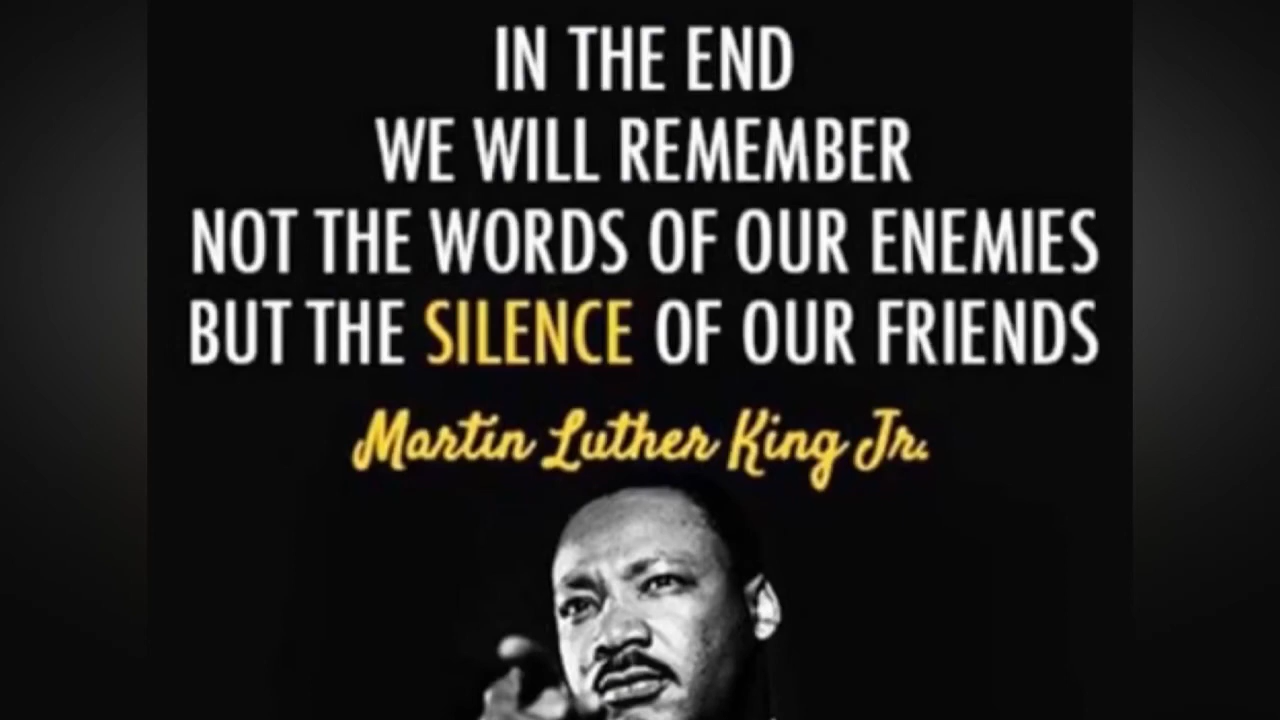 IN THE END
WE WILL REMEMBER
NOT THE WORDS OF OUR ENEMIES
BUT THE SILENCE OF OUR FRIENDS
Martin Luther King Jr.